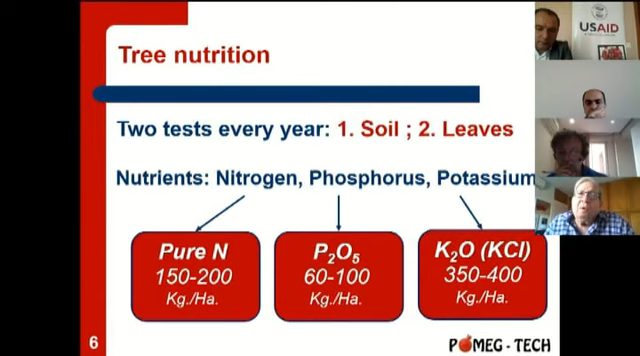 Tree nutrition
Two tests every year: 1. Soil ; 2. Leaves
Nutrients: Nitrogen, Phosphorus, Potassium
Pure N
150-200
Kg./Ha.
P₂O₅
60-100
Kg./Ha.
K₂O (KCl)
350-400
Kg./Ha.
6
POMEG - TECH
USAID